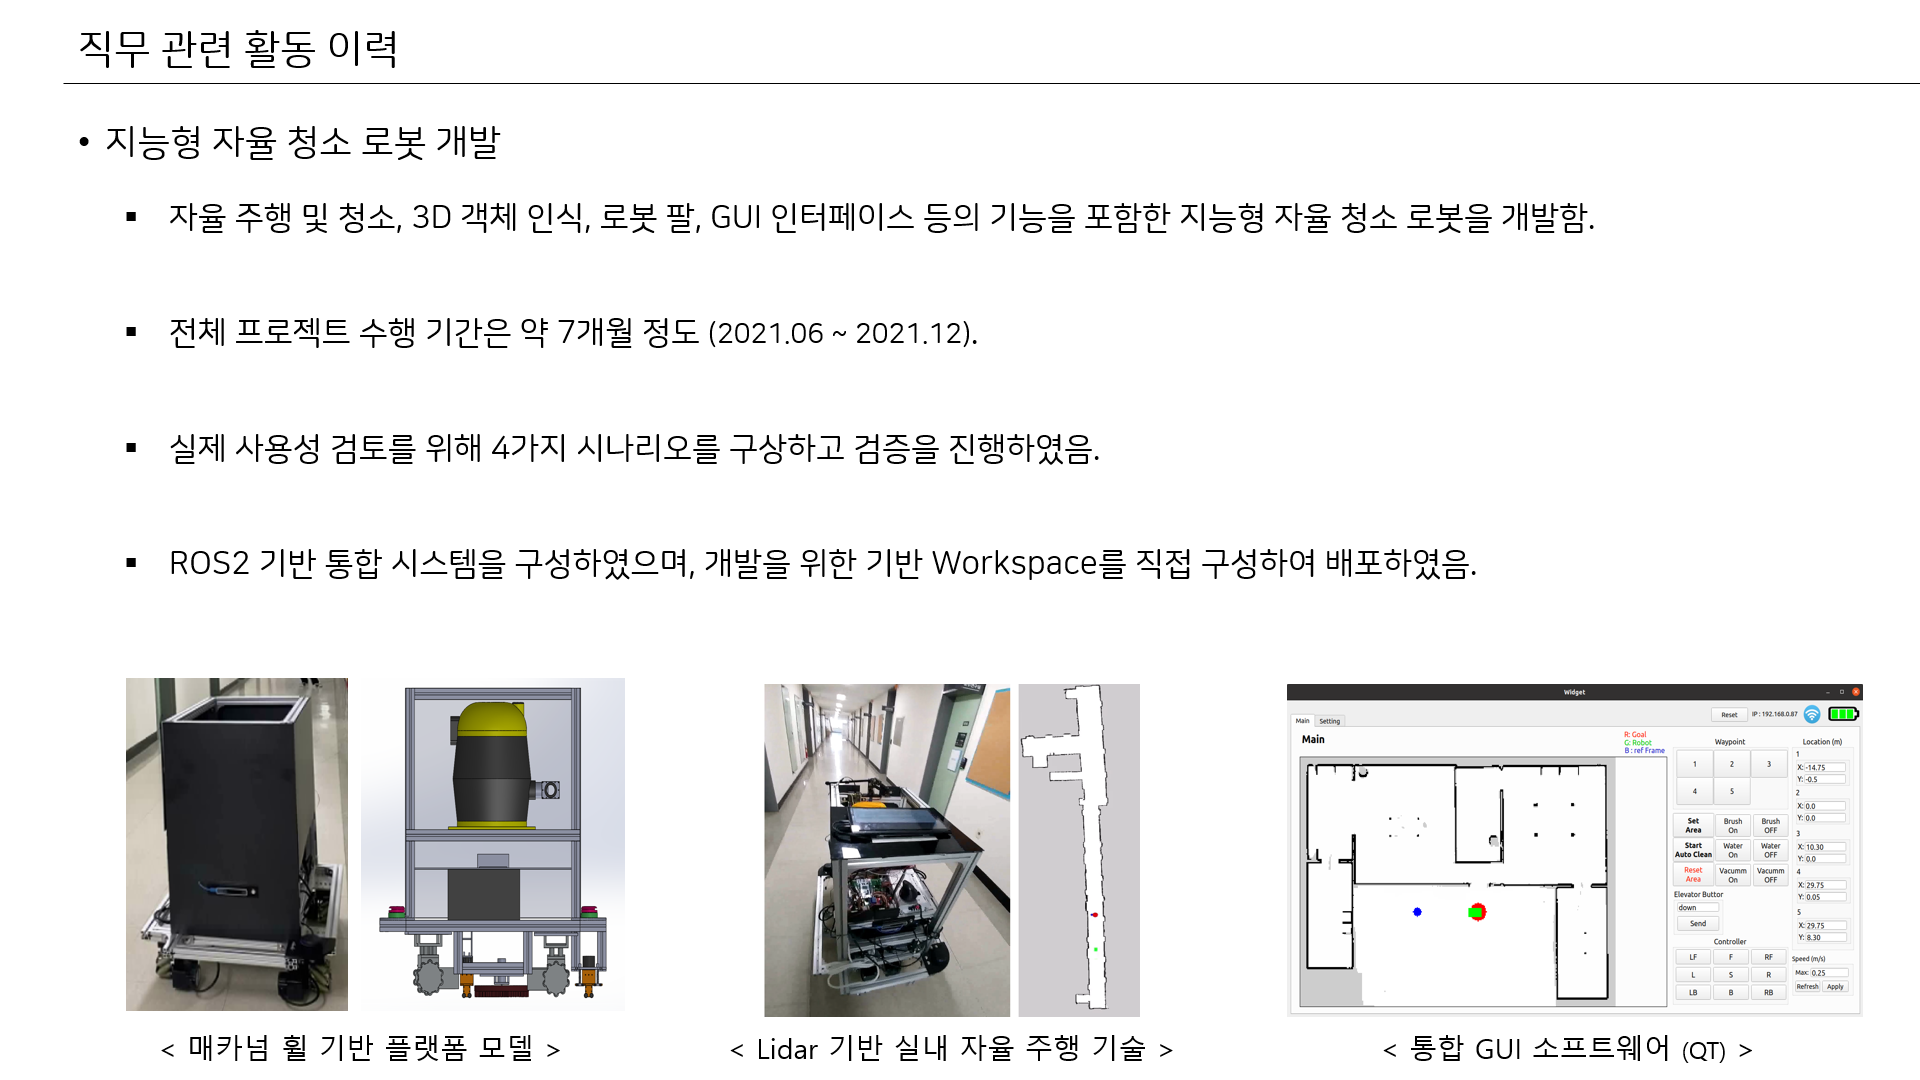 직무 관련 활동 이력
• 지능형 자율 청소 로봇 개발
▪ 자율 주행 및 청소, 3D 객체 인식, 로봇 팔, GUI 인터페이스 등의 기능을 포함한 지능형 자율 청소 로봇을 개발함.
▪ 전체 프로젝트 수행 기간은 약 7개월 정도 (2021.06 ~ 2021.12).
▪ 실제 사용성 검토를 위해 4가지 시나리오를 구상하고 검증을 진행하였음.
▪ ROS2 기반 통합 시스템을 구성하였으며, 개발을 위한 기반 Workspace를 직접 구성하여 배포하였음.
< 매카넘 휠 기반 플랫폼 모델 >
< Lidar 기반 실내 자율 주행 기술 >
Widget
Main Setting
Reset IP : 192.168.0.87
Main
R: Goal
G: Robot
B : ref Frame
Waypoint
1 2 3
4 5
Set Area
Brush On
Brush OFF
Start Auto Clean
Water On
Water OFF
Reset Area
Vacumm On
Vacumm OFF
Elevator Buttor
down
Send
Controller
LF F RF
L S R
LB B RB
Location (m)
1
X: -14.75
Y: -0.5
2
X: 0.0
Y: 0.0
3
X: 10.30
Y: 0.0
4
X: 29.75
Y: 0.05
5
X: 29.75
Y: 8.30
Speed (m/s)
Max: 0.25
Refresh Apply
< 통합 GUI 소프트웨어 (QT) >